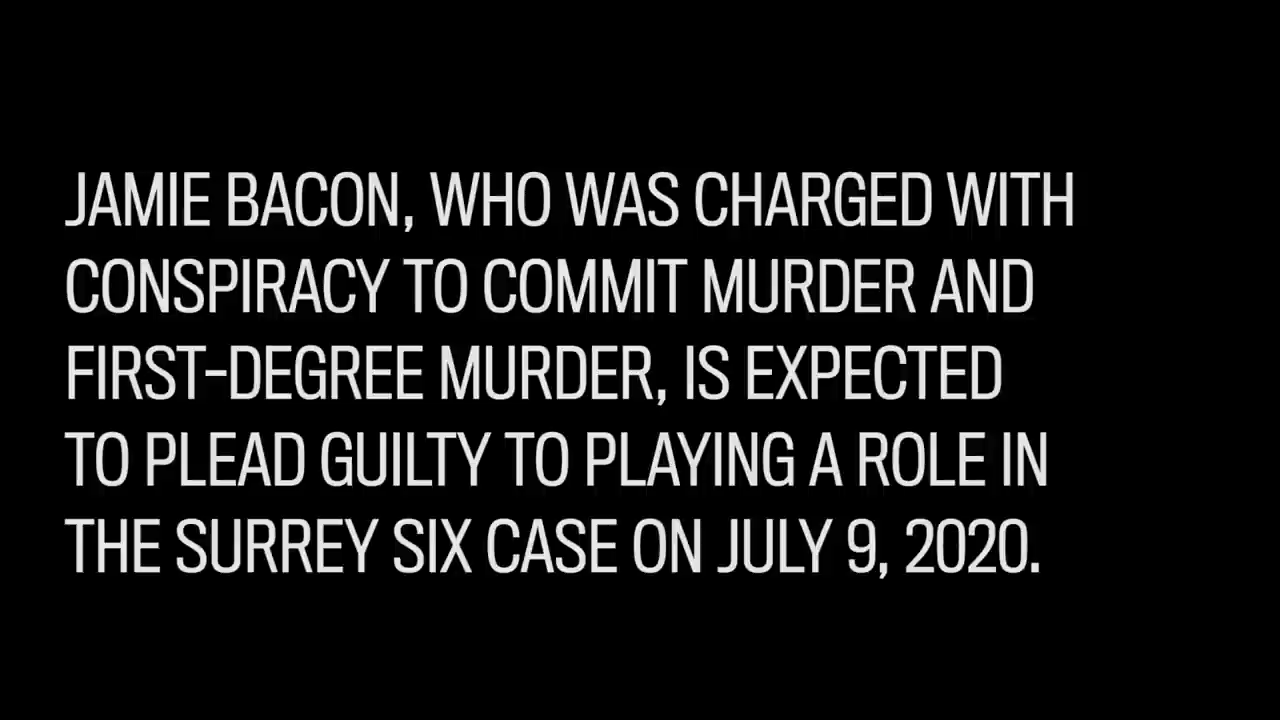 JAMIE BACON, WHO WAS CHARGED WITH
CONSPIRACY TO COMMIT MURDER AND
FIRST-DEGREE MURDER, IS EXPECTED
TO PLEAD GUILTY TO PLAYING A ROLE IN
THE SURREY SIX CASE ON JULY 9, 2020.